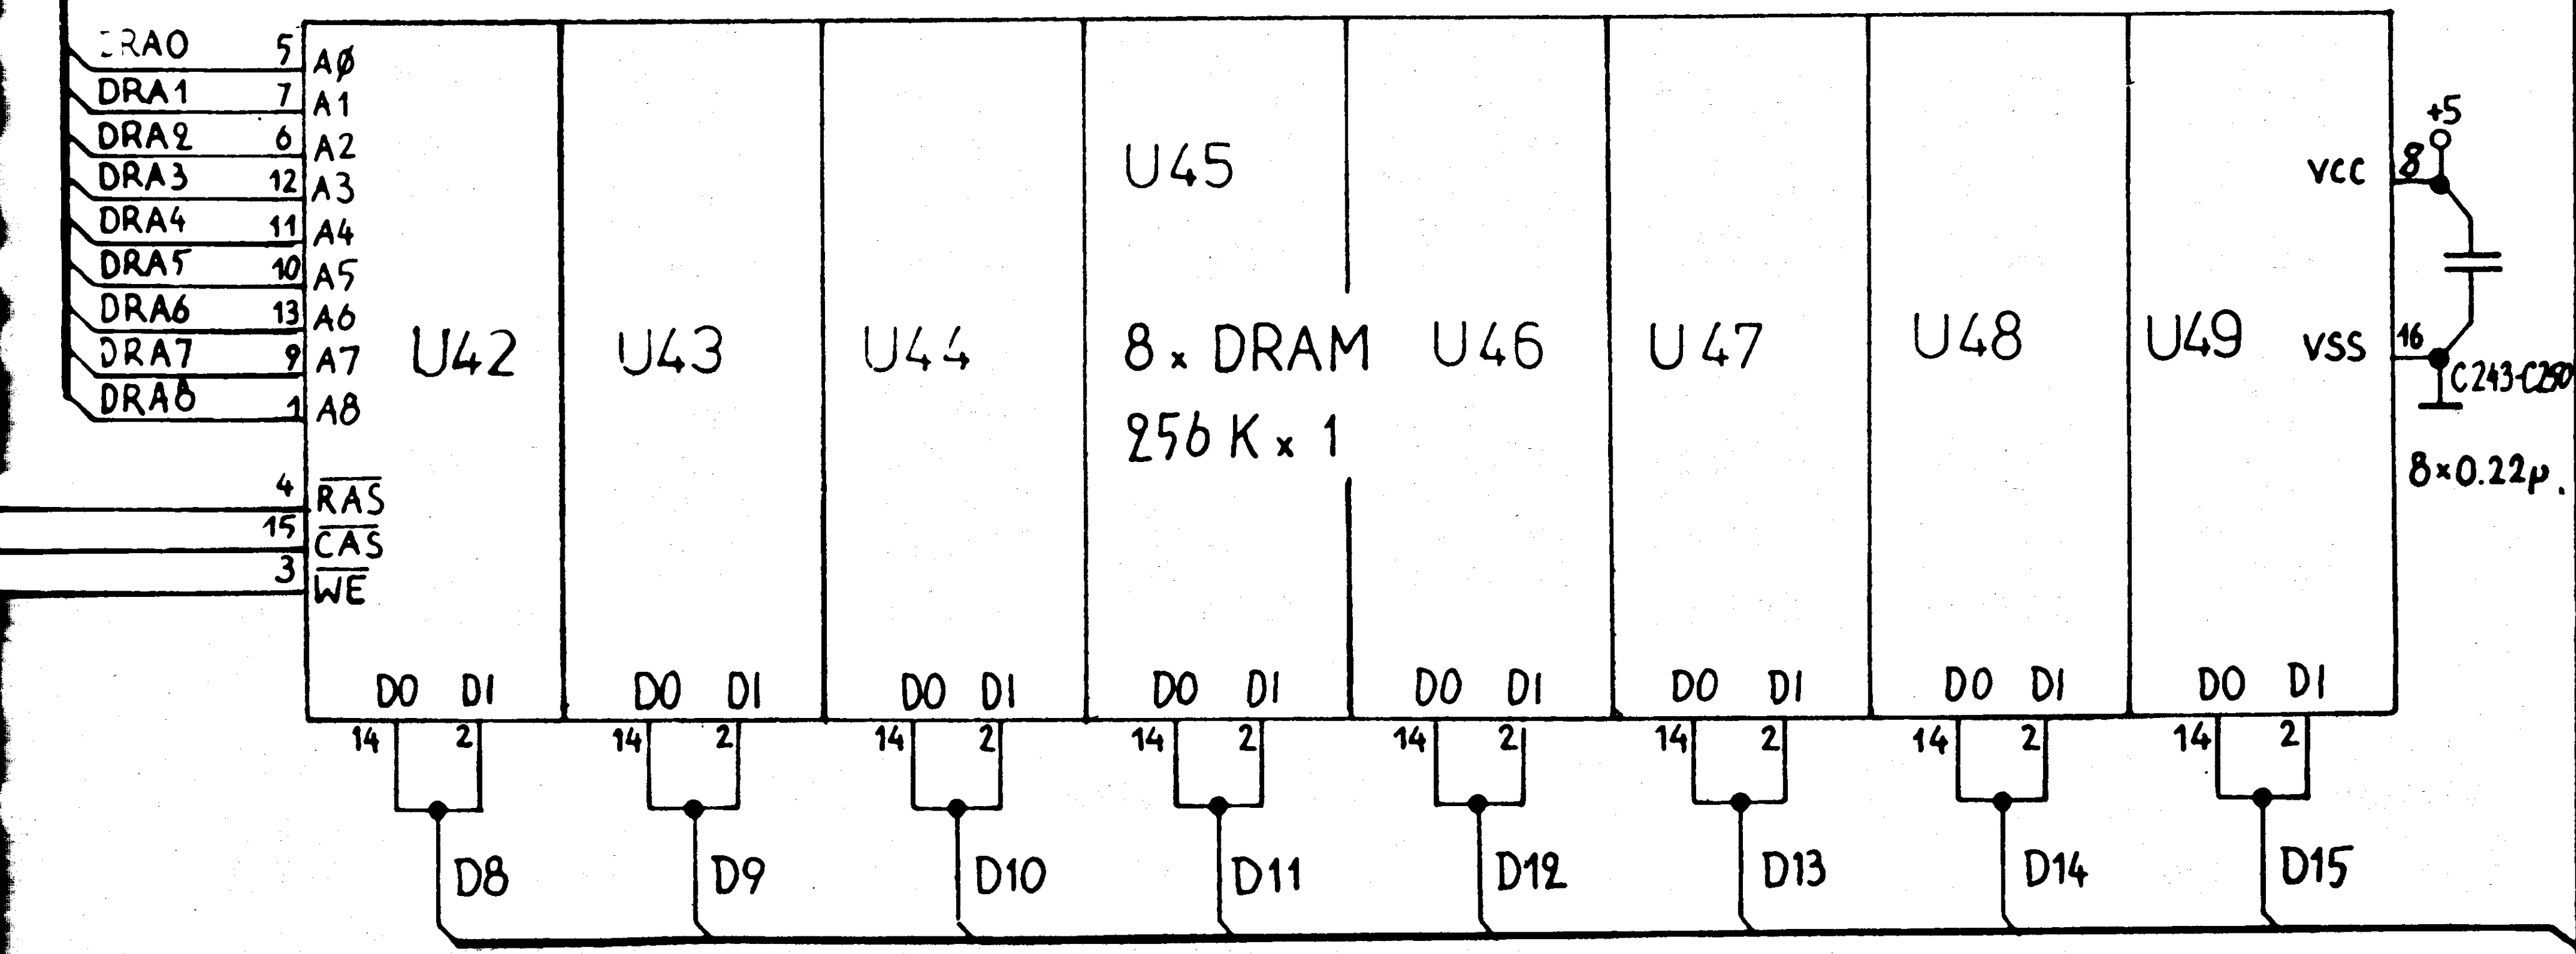 DRA0 5 AØ
DRA1 7 A1
DRA2 6 A2
DRA3 12 A3
DRA4 11 A4
DRA5 10 A5
DRA6 13 A6
DRA7 9 A7
DRA8 1 A8
4 RAS
15 CAS
3 WE
U42
U43
U44
U45
8 x DRAM
256 K x 1
U46
U47
U48
U49
VCC 8
+5
VSS 16
C243-C250
8x0.22µ.
DO DI
14 2
D8
DO DI
14 2
D9
DO DI
14 2
D10
DO DI
14 2
D11
DO DI
14 2
D12
DO DI
14 2
D13
DO DI
14 2
D14
DO DI
14 2
D15